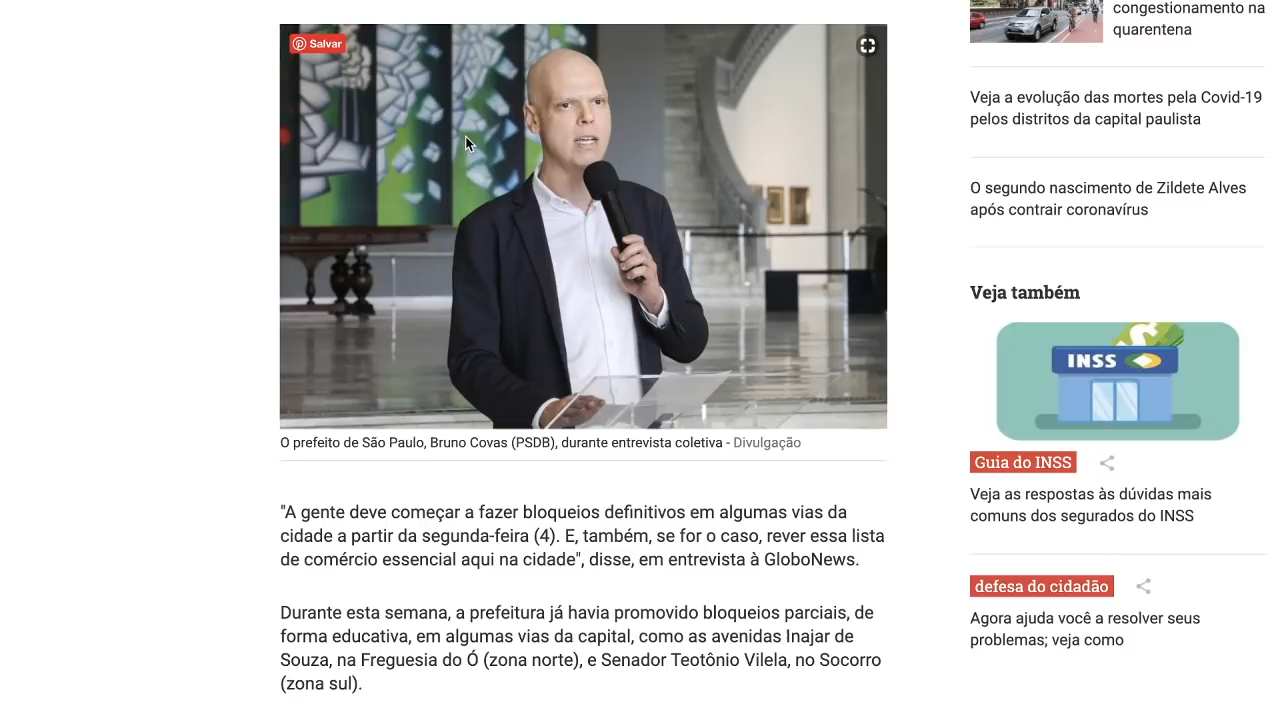 Salvar
O prefeito de São Paulo, Bruno Covas (PSDB), durante entrevista coletiva - Divulgação
"A gente deve começar a fazer bloqueios definitivos em algumas vias da
cidade a partir da segunda-feira (4). E, também, se for o caso, rever essa lista
de comércio essencial aqui na cidade", disse, em entrevista à GloboNews.
Durante esta semana, a prefeitura já havia promovido bloqueios parciais, de
forma educativa, em algumas vias da capital, como as avenidas Inajar de
Souza, na Freguesia do Ó (zona norte), e Senador Teotônio Vilela, no Socorro
(zona sul).
congestionamento na
quarentena
Veja a evolução das mortes pela Covid-19
pelos distritos da capital paulista
O segundo nascimento de Zildete Alves
após contrair coronavírus
Veja também
INSS
Guia do INSS
Veja as respostas às dúvidas mais
comuns dos segurados do INSS
defesa do cidadão
Agora ajuda você a resolver seus
problemas; veja como